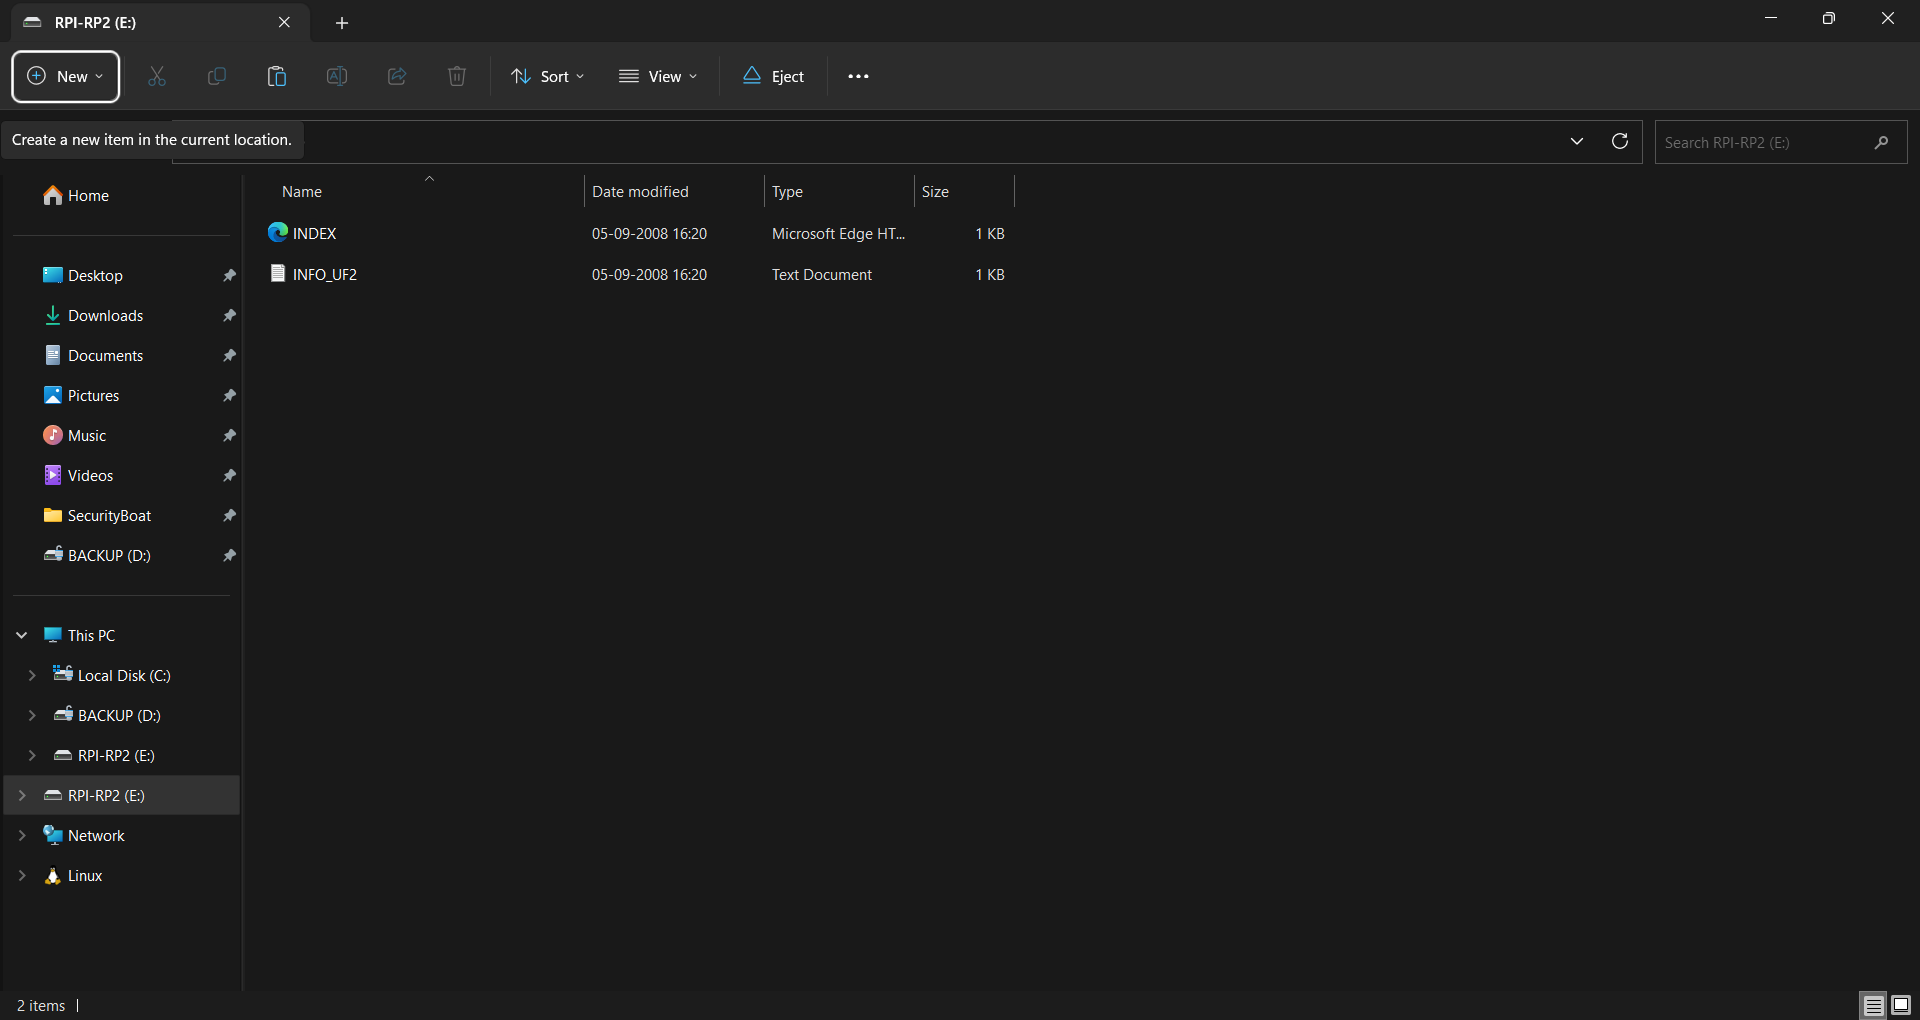 RPI-RP2 (E:)
New
Sort
View
Eject
Create a new item in the current location.
Search RPI-RP2 (E:)
Home
Name
Date modified
Type
Size
INDEX
05-09-2008 16:20
Microsoft Edge HT...
1 KB
INFO_UF2
05-09-2008 16:20
Text Document
1 KB
Desktop
Downloads
Documents
Pictures
Music
Videos
SecurityBoat
BACKUP (D:)
This PC
Local Disk (C:)
BACKUP (D:)
RPI-RP2 (E:)
RPI-RP2 (E:)
Network
Linux
2 items